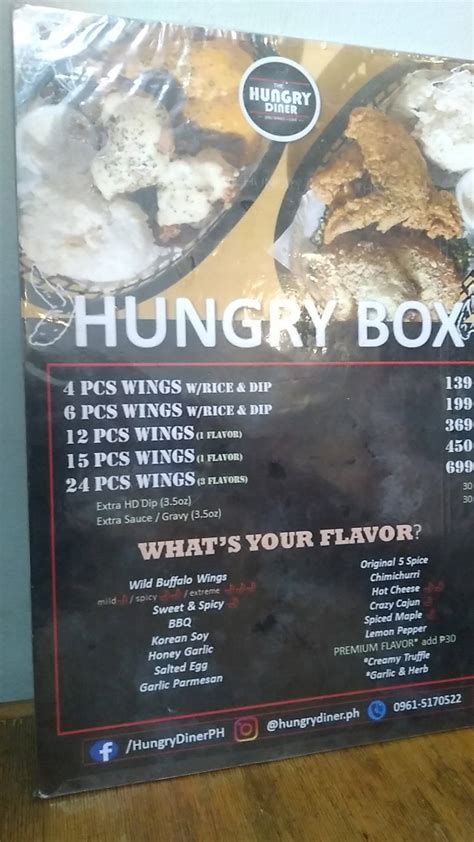 THE
HUNGRY
DINER
HUNGRY BOX
4 PCS WINGS W/RICE & DIP 139
6 PCS WINGS W/RICE & DIP 199
12 PCS WINGS (1 FLAVOR) 369
15 PCS WINGS (1 FLAVOR) 450
24 PCS WINGS (3 FLAVORS) 699
Extra HD Dip (3.5oz) 30
Extra Sauce / Gravy (3.5oz) 30
WHAT'S YOUR FLAVOR?
Wild Buffalo Wings
mild / spicy / extreme
Sweet & Spicy
BBQ
Korean Soy
Honey Garlic
Salted Egg
Garlic Parmesan
Original 5 Spice
Chimichurri
Hot Cheese
Crazy Cajun
Spiced Maple
Lemon Pepper
PREMIUM FLAVOR* add ₱30
*Creamy Truffle
*Garlic & Herb
/HungryDinerPH @hungrydiner.ph 0961-5170522